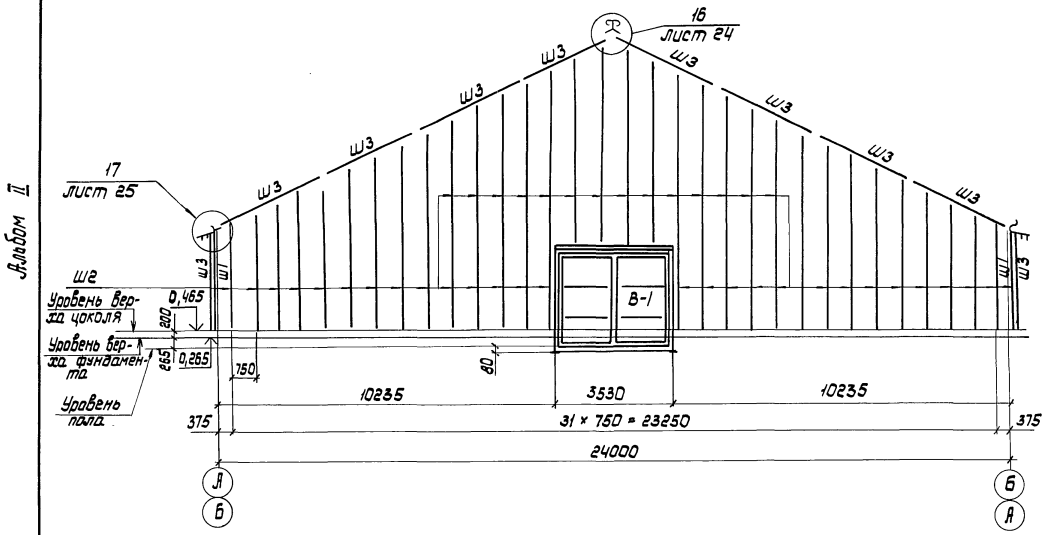 Альбом II
16
лист 24
17
лист 25
ш3
ш3
ш3
ш3
ш3
ш3
ш3
ш3
ш3
ш1
ш1
ш3
ш2
В-1
Уровень вер-
ха цоколя
0,465
200
Уровень вер-
ха фундамен-
та
265
0,265
Уровень
пола
750
80
10235
3530
10235
375
31 × 750 = 23250
375
24000
А
Б
Б
А